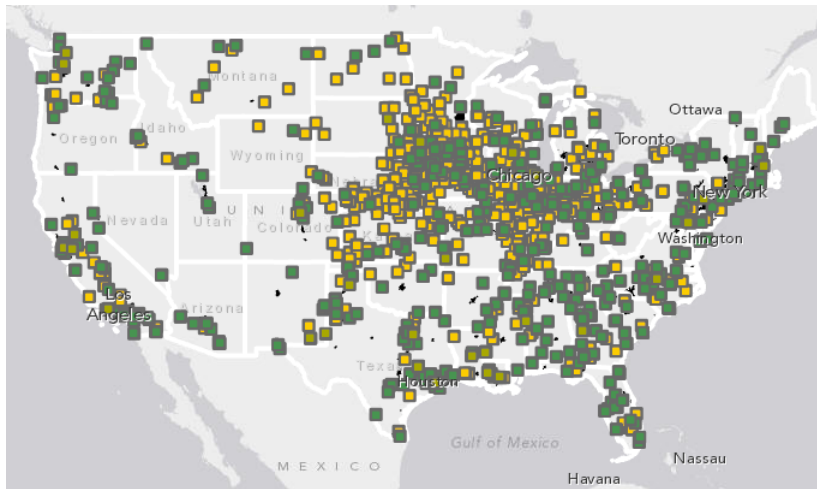 Montana
Ottawa
Oregon
Idaho
Toronto
Wyoming
Chicago
Nevada
Utah
UNI
Colorado
New York
Washington
Los
Angeles
Arizona
Texas
Houston
Gulf of Mexico
MEXICO
Nassau
Havana